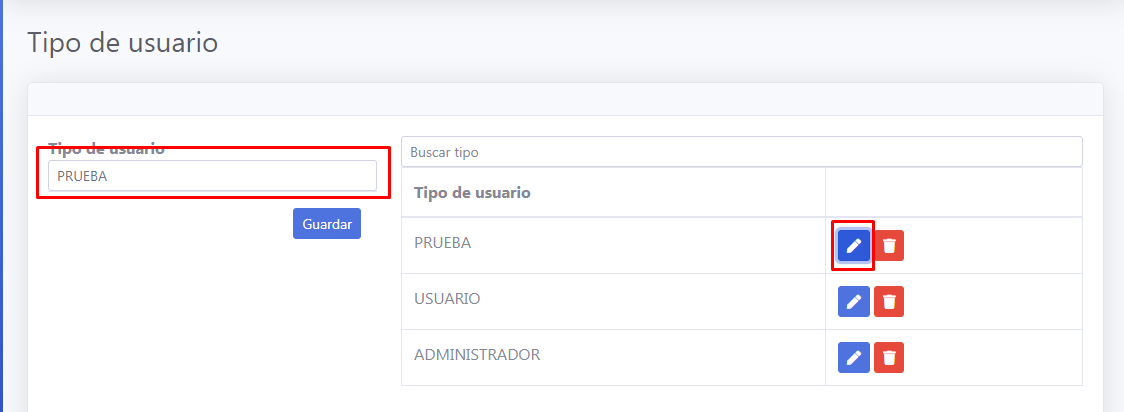 Tipo de usuario
Tipo de usuario
PRUEBA
Guardar
Buscar tipo
Tipo de usuario
PRUEBA
USUARIO
ADMINISTRADOR